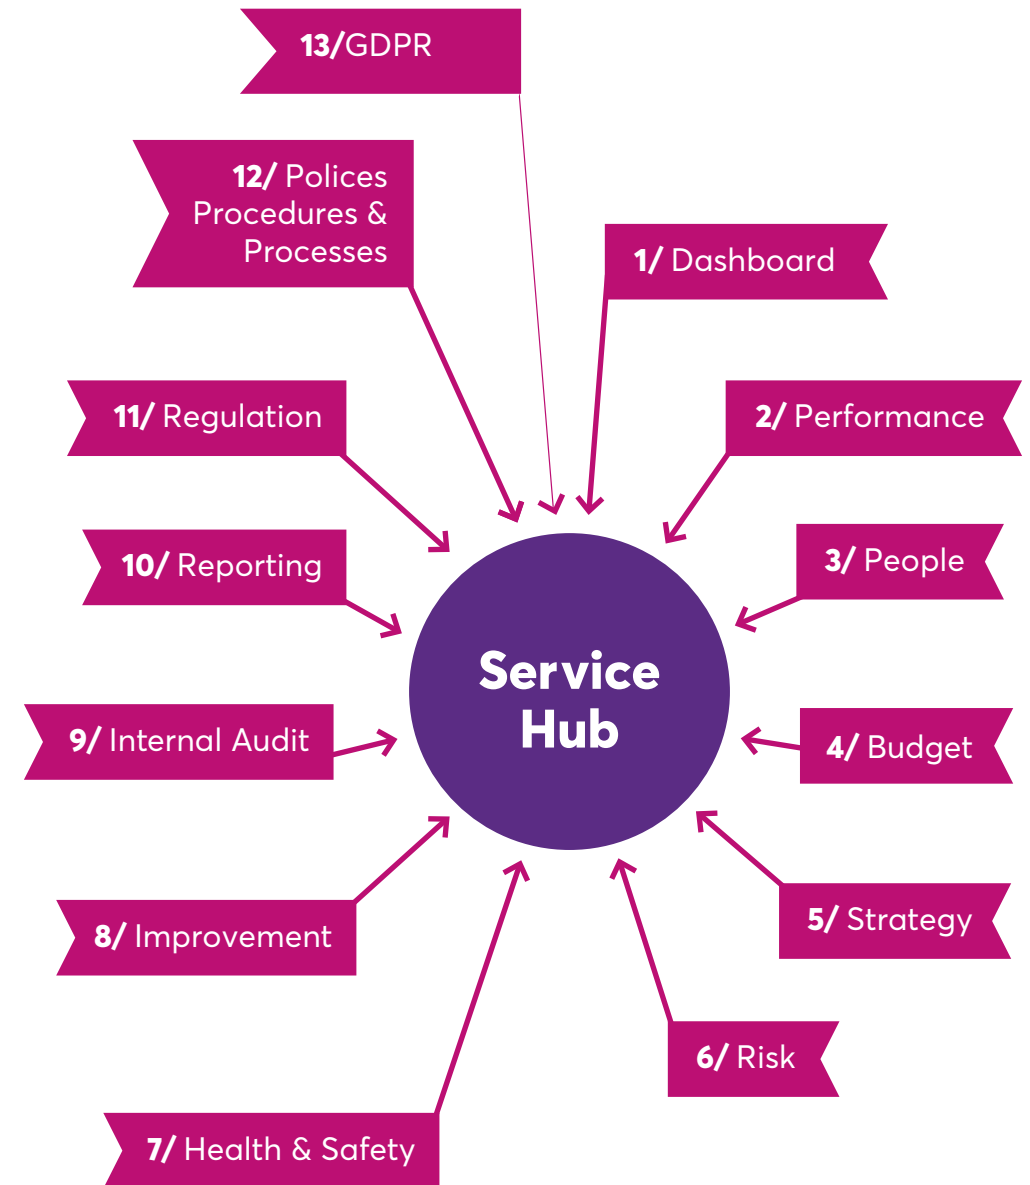 13/GDPR
12/ Polices
Procedures &
Processes
1/ Dashboard
11/ Regulation
2/ Performance
10/ Reporting
3/ People
Service
Hub
9/ Internal Audit
4/ Budget
8/ Improvement
5/ Strategy
6/ Risk
7/ Health & Safety